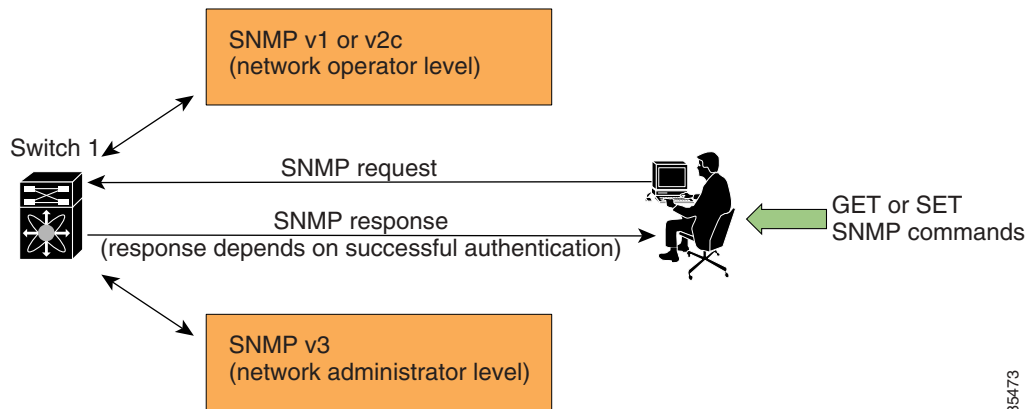 SNMP v1 or v2c
(network operator level)
Switch 1
SNMP request
SNMP response
(response depends on successful authentication)
GET or SET
SNMP commands
SNMP v3
(network administrator level)